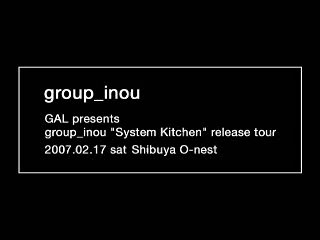 group_inou
GAL presents
group_inou "System Kitchen" release tour
2007.02.17 sat Shibuya O-nest